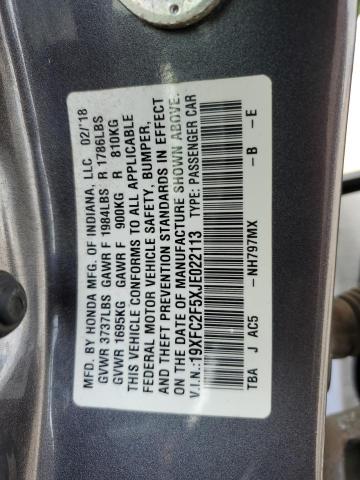 MFD. BY HONDA MFG. OF INDIANA, LLC 02/'18
GVWR 3737LBS GAWR F 1984LBS R 1786LBS
GVWR 1695KG GAWR F 900KG R 810KG
THIS VEHICLE CONFORMS TO ALL APPLICABLE
FEDERAL MOTOR VEHICLE SAFETY, BUMPER,
AND THEFT PREVENTION STANDARDS IN EFFECT
ON THE DATE OF MANUFACTURE SHOWN ABOVE.
V.I.N.:19XFC2F5XJE022113 TYPE: PASSENGER CAR
TBA J AC5 -NH797MX -B -E